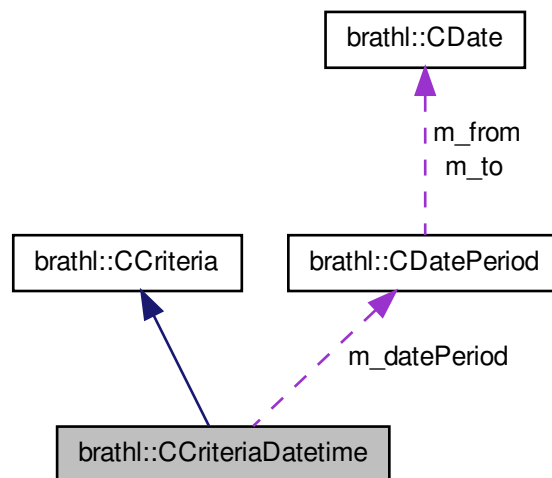 brathl::CDate
m_from
m_to
brathl::CCriteria
brathl::CDatePeriod
m_datePeriod
brathl::CCriteriaDatetime